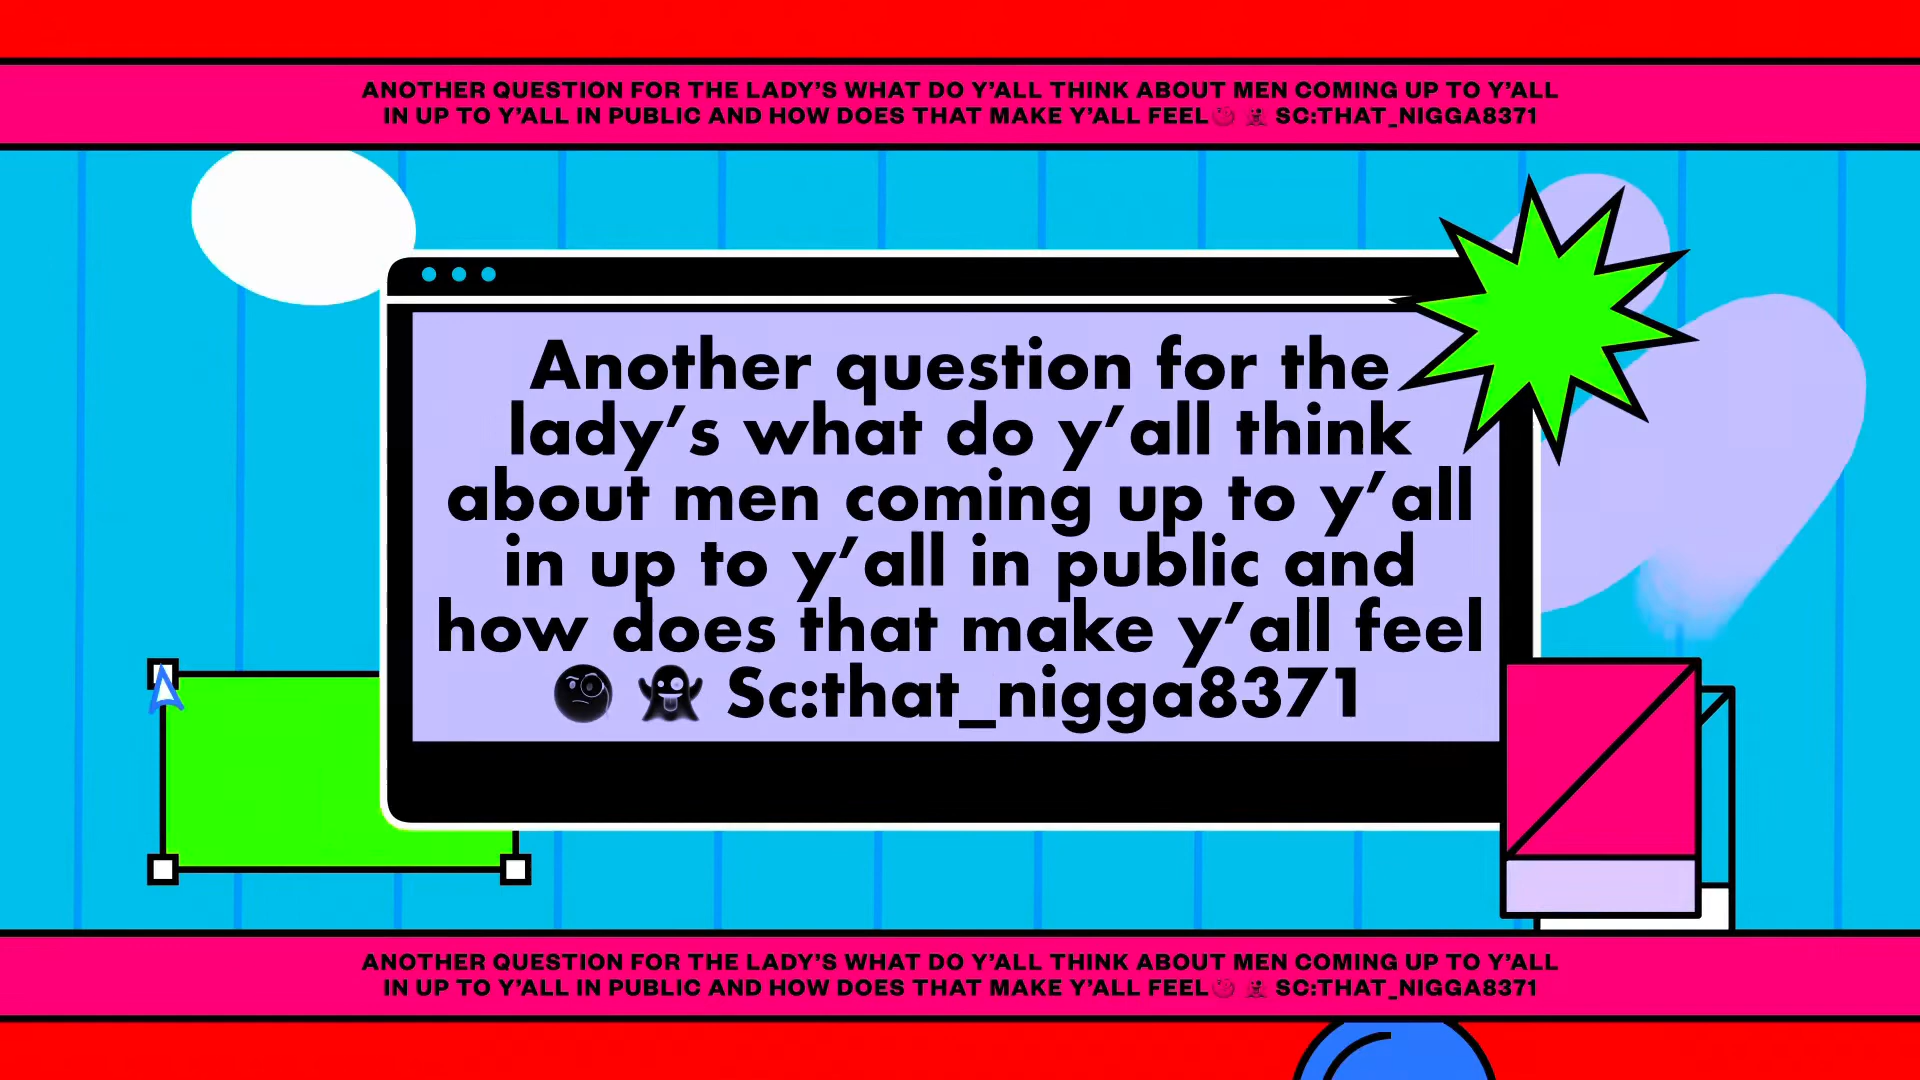 ANOTHER QUESTION FOR THE LADY'S WHAT DO Y'ALL THINK ABOUT MEN COMING UP TO Y'ALL
IN UP TO Y'ALL IN PUBLIC AND HOW DOES THAT MAKE Y'ALL FEEL🧐 👻 SC:THAT_NIGGA8371
Another question for the
lady's what do y'all think
about men coming up to y'all
in up to y'all in public and
how does that make y'all feel
🧐 👻 Sc:that_nigga8371
ANOTHER QUESTION FOR THE LADY'S WHAT DO Y'ALL THINK ABOUT MEN COMING UP TO Y'ALL
IN UP TO Y'ALL IN PUBLIC AND HOW DOES THAT MAKE Y'ALL FEEL🧐 👻 SC:THAT_NIGGA8371